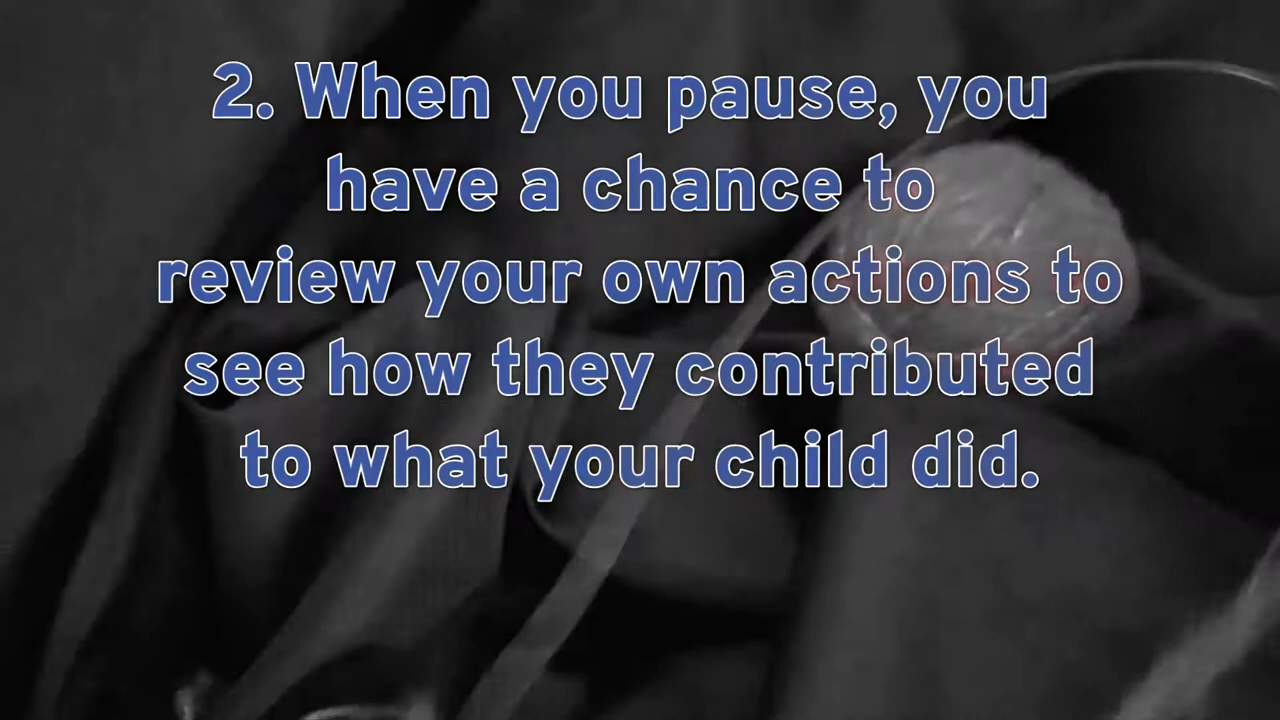 2. When you pause, you
have a chance to
review your own actions to
see how they contributed
to what your child did.